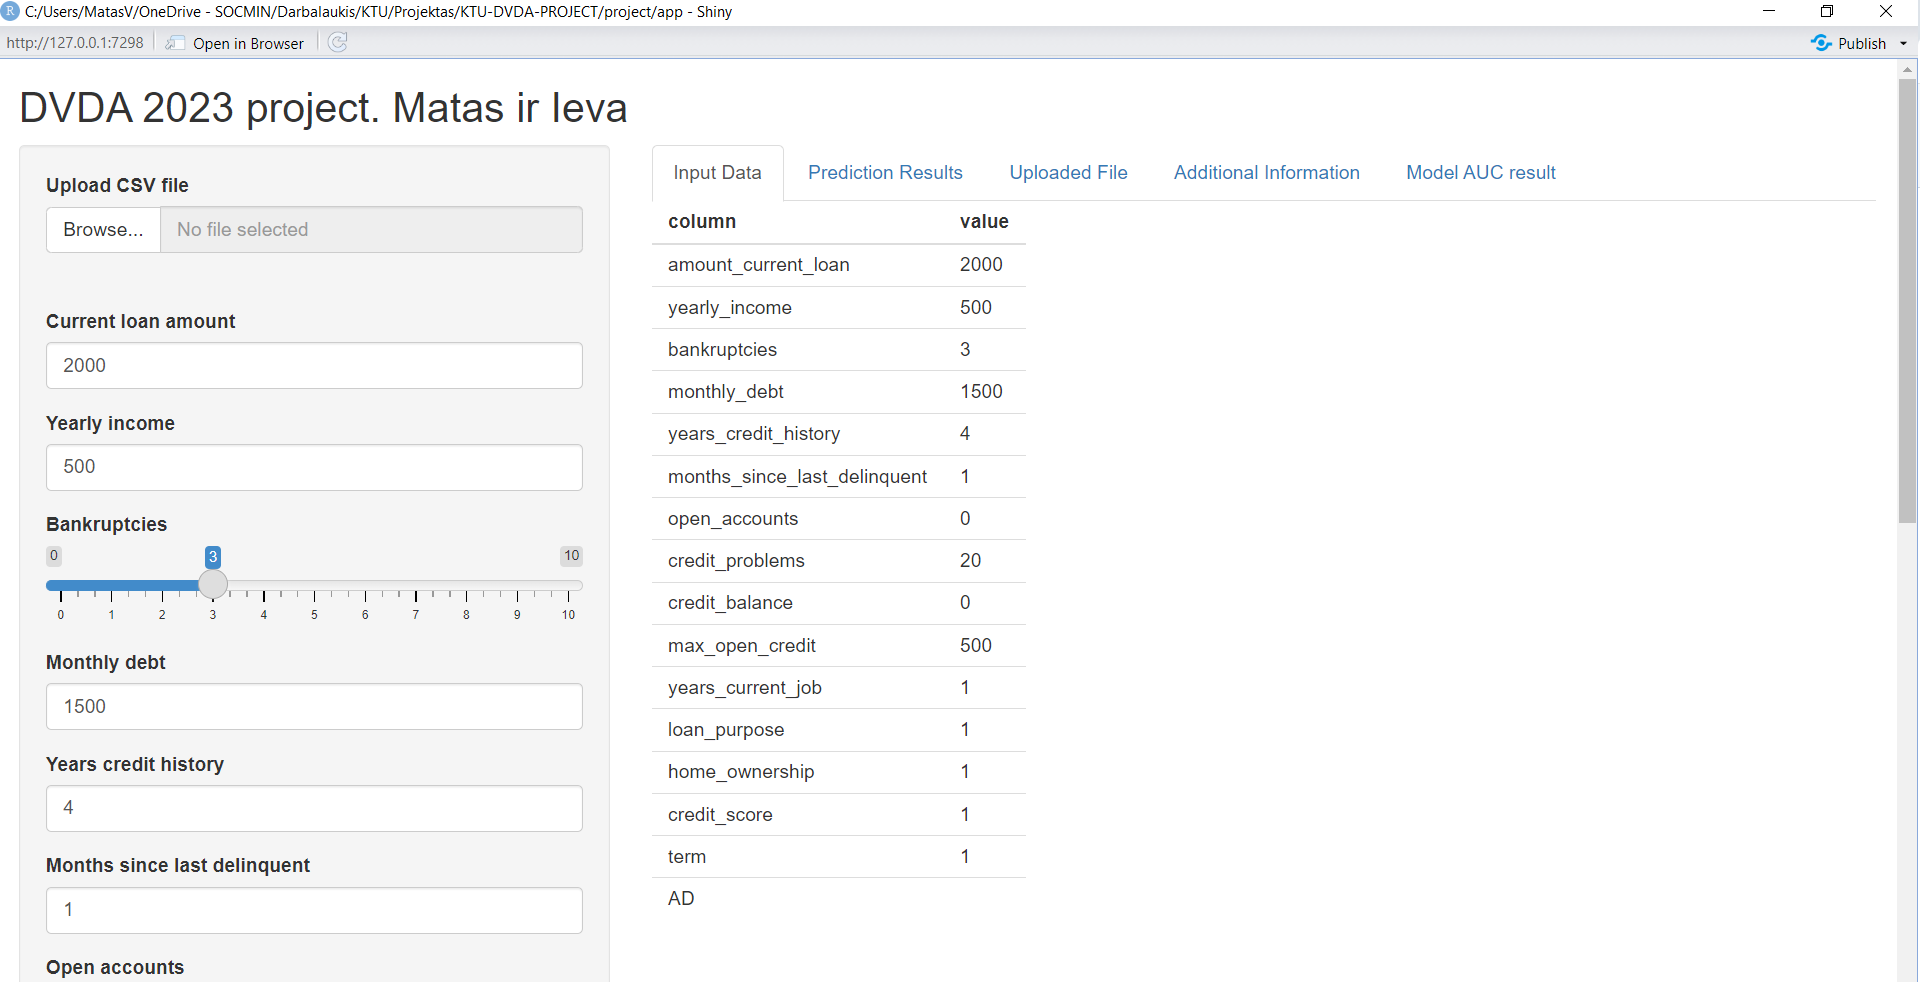 C:/Users/MatasV/OneDrive - SOCMIN/Darbalaukis/KTU/Projektas/KTU-DVDA-PROJECT/project/app - Shiny
http://127.0.0.1:7298 Open in Browser Publish
DVDA 2023 project. Matas ir Ieva
Upload CSV file
Browse... No file selected
Current loan amount
2000
Yearly income
500
Bankruptcies
0 3 10
0 1 2 3 4 5 6 7 8 9 10
Monthly debt
1500
Years credit history
4
Months since last delinquent
1
Open accounts
Input Data Prediction Results Uploaded File Additional Information Model AUC result
column value
amount_current_loan 2000
yearly_income 500
bankruptcies 3
monthly_debt 1500
years_credit_history 4
months_since_last_delinquent 1
open_accounts 0
credit_problems 20
credit_balance 0
max_open_credit 500
years_current_job 1
loan_purpose 1
home_ownership 1
credit_score 1
term 1
AD